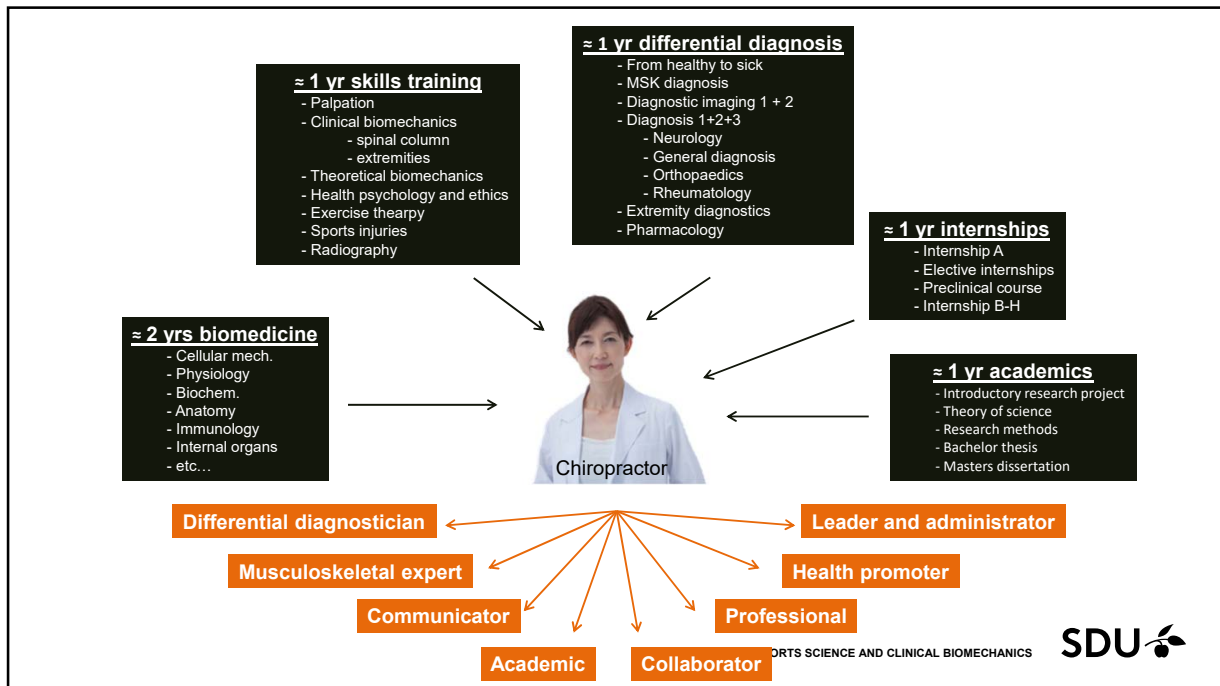 ≈ 1 yr differential diagnosis
- From healthy to sick
- MSK diagnosis
- Diagnostic imaging 1 + 2
- Diagnosis 1+2+3
- Neurology
- General diagnosis
- Orthopaedics
- Rheumatology
- Extremity diagnostics
- Pharmacology
≈ 1 yr skills training
- Palpation
- Clinical biomechanics
- spinal column
- extremities
- Theoretical biomechanics
- Health psychology and ethics
- Exercise thearpy
- Sports injuries
- Radiography
≈ 1 yr internships
- Internship A
- Elective internships
- Preclinical course
- Internship B-H
≈ 2 yrs biomedicine
- Cellular mech.
- Physiology
- Biochem.
- Anatomy
- Immunology
- Internal organs
- etc…
≈ 1 yr academics
- Introductory research project
- Theory of science
- Research methods
- Bachelor thesis
- Masters dissertation
Chiropractor
Differential diagnostician
Leader and administrator
Musculoskeletal expert
Health promoter
Communicator
Professional
Academic
Collaborator
ORTS SCIENCE AND CLINICAL BIOMECHANICS
SDU